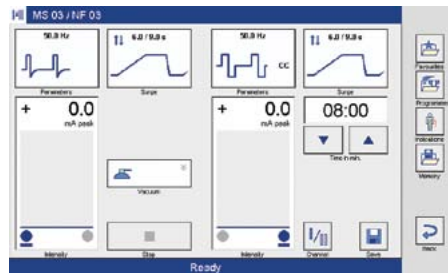 MS 03 / NF 03
50.0 Hz
6.0 / 9.0 s
50.0 Hz
CC
6.0 / 9.0 s
Parameters
Surge
Parameters
Surge
Favourites
+ 0.0
mA peak
+ 0.0
mA peak
08:00
Programme
Time in min.
Indications
Vacuum
Memory
Intensity
Stop
Intensity
Channel
Save
Back
Ready